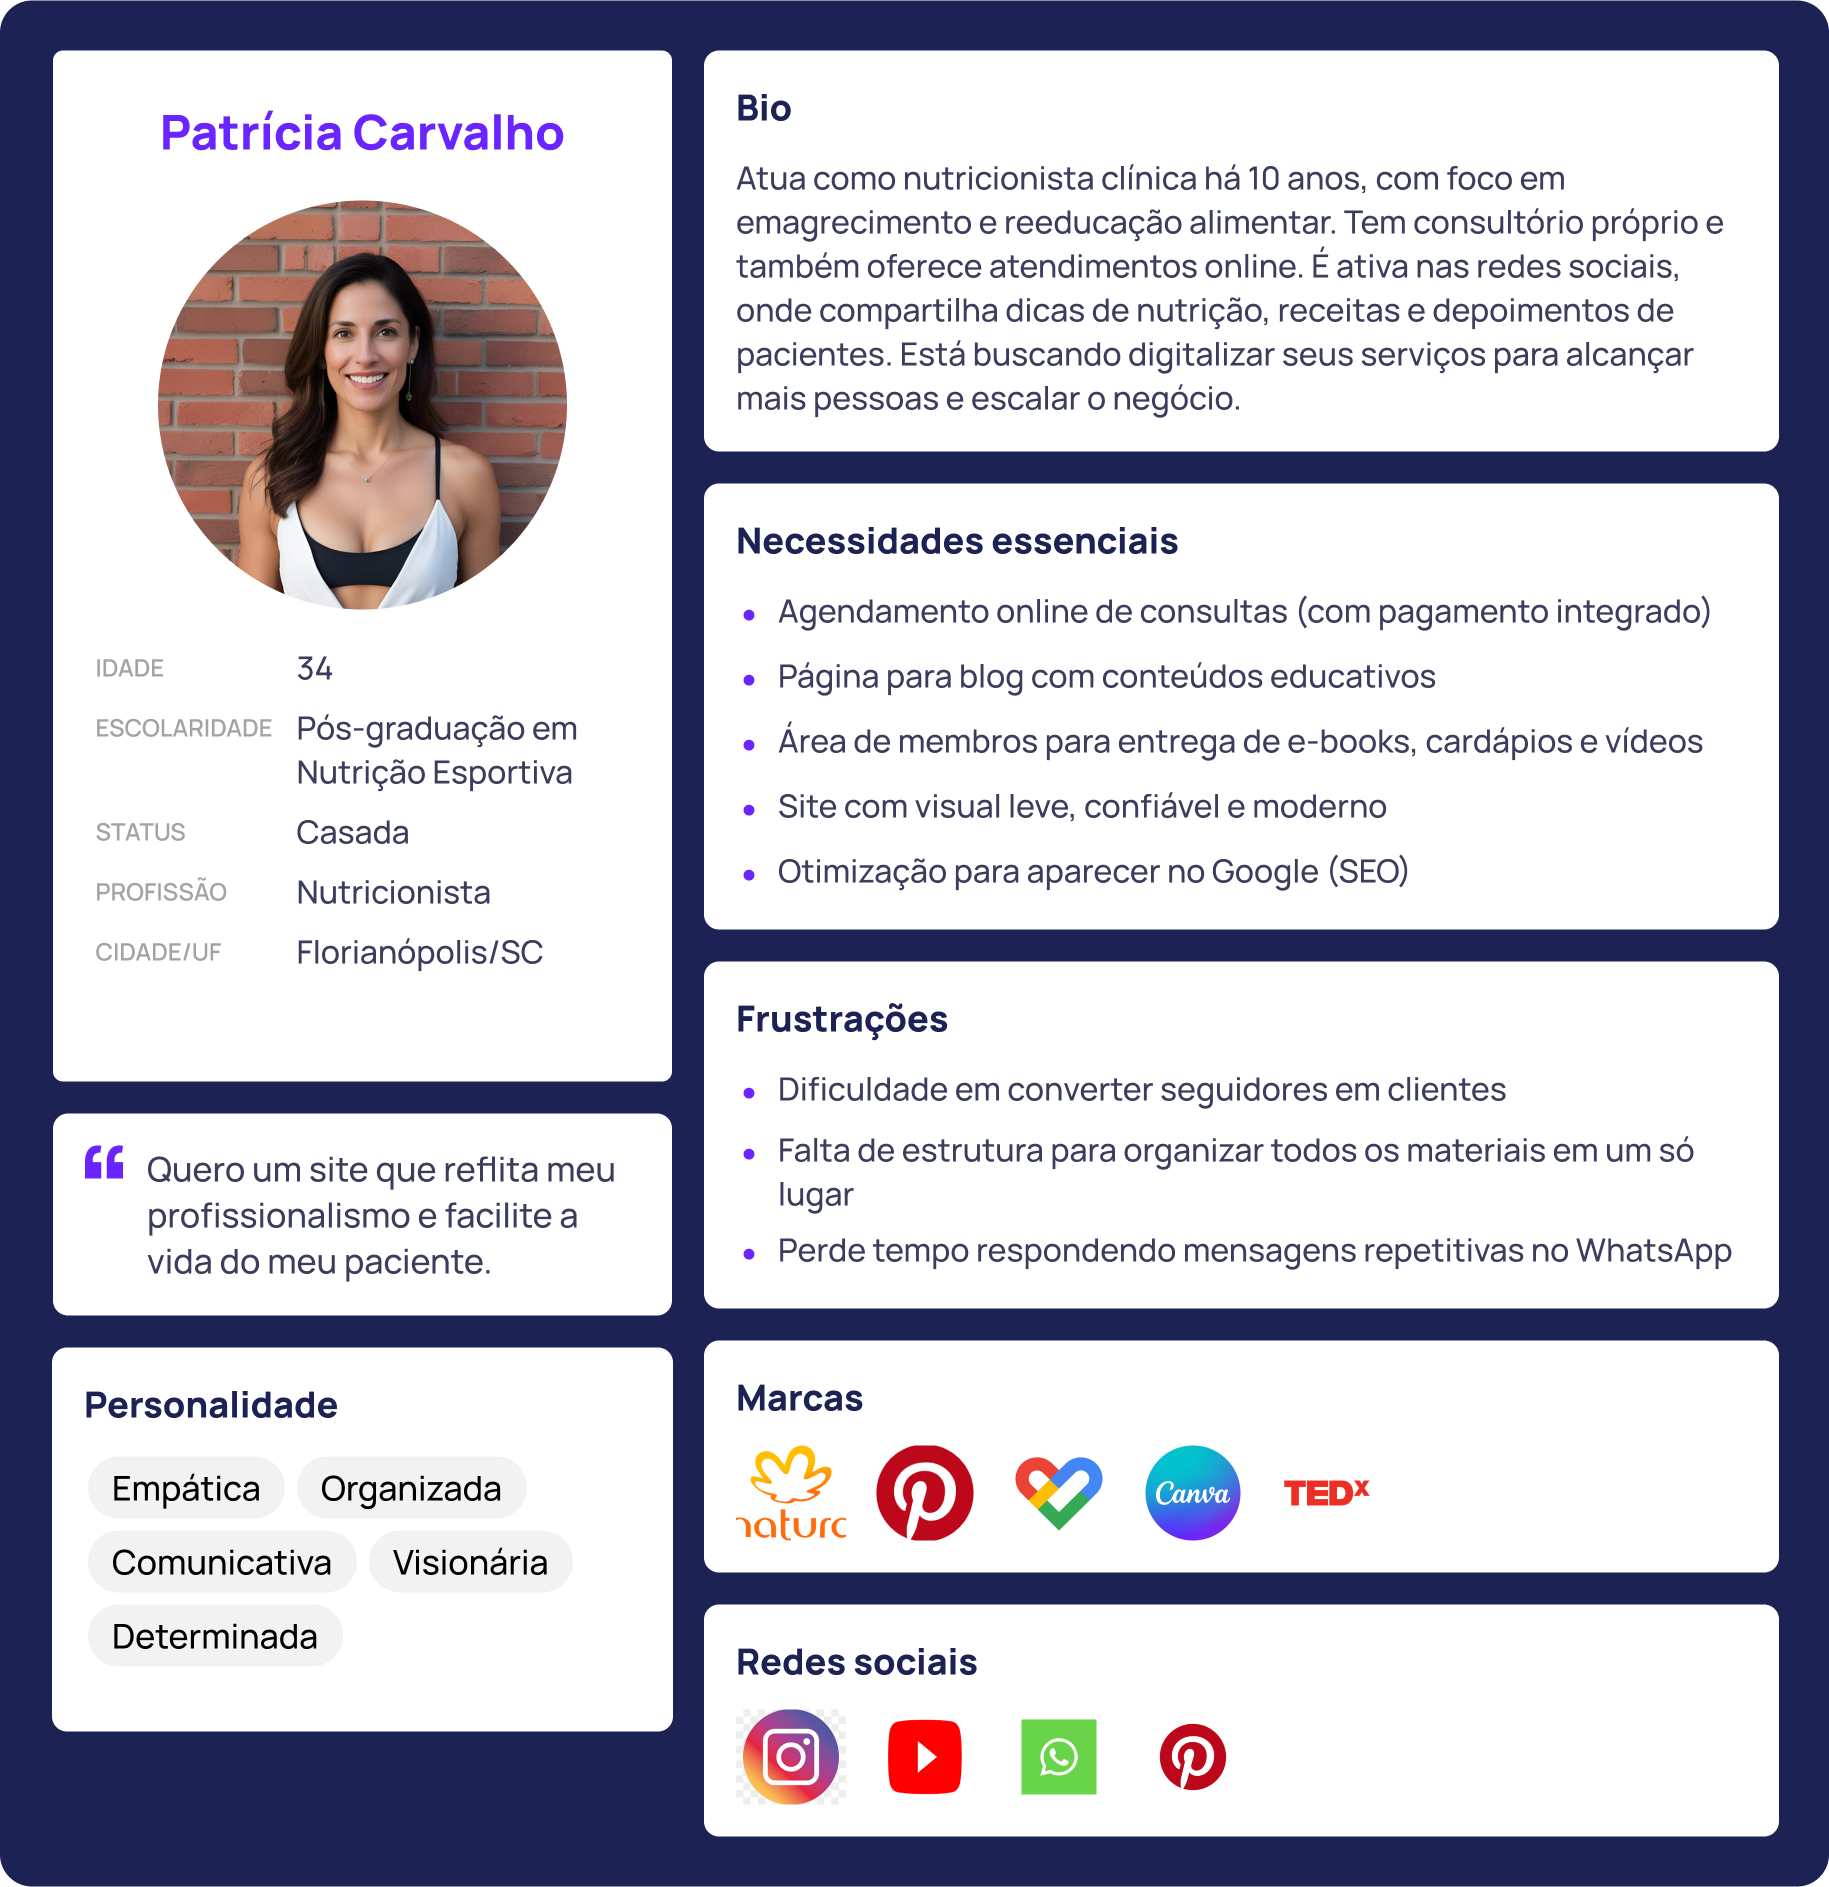 Patrícia Carvalho
IDADE 34
ESCOLARIDADE Pós-graduação em
Nutrição Esportiva
STATUS Casada
PROFISSÃO Nutricionista
CIDADE/UF Florianópolis/SC
“ Quero um site que reflita meu
profissionalismo e facilite a
vida do meu paciente.
Personalidade
Empática Organizada
Comunicativa Visionária
Determinada
Bio
Atua como nutricionista clínica há 10 anos, com foco em
emagrecimento e reeducação alimentar. Tem consultório próprio e
também oferece atendimentos online. É ativa nas redes sociais,
onde compartilha dicas de nutrição, receitas e depoimentos de
pacientes. Está buscando digitalizar seus serviços para alcançar
mais pessoas e escalar o negócio.
Necessidades essenciais
• Agendamento online de consultas (com pagamento integrado)
• Página para blog com conteúdos educativos
• Área de membros para entrega de e-books, cardápios e vídeos
• Site com visual leve, confiável e moderno
• Otimização para aparecer no Google (SEO)
Frustrações
• Dificuldade em converter seguidores em clientes
• Falta de estrutura para organizar todos os materiais em um só
lugar
• Perde tempo respondendo mensagens repetitivas no WhatsApp
Marcas
natura Canva TEDx
Redes sociais